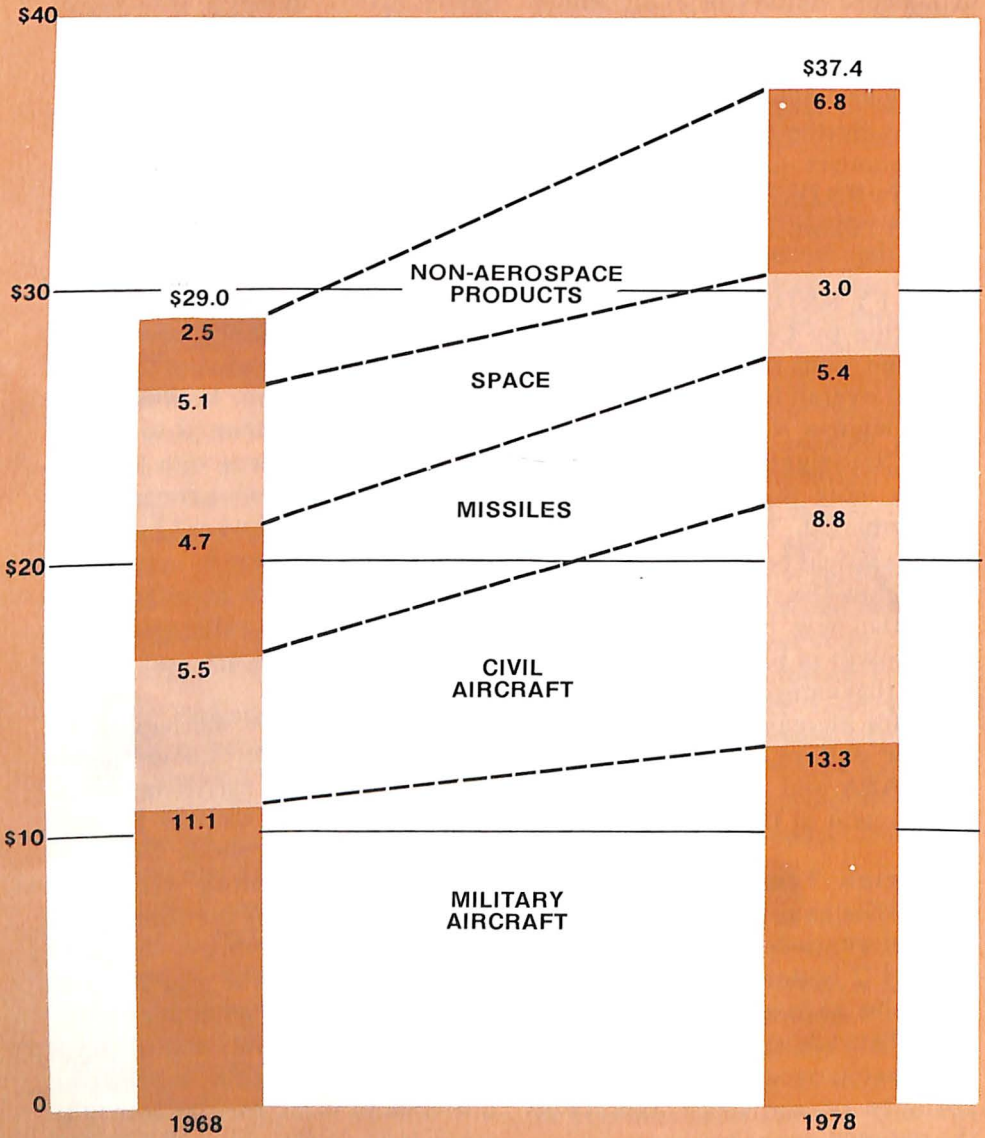 $40
$37.4
6.8
NON-AEROSPACE
PRODUCTS
$30
$29.0
3.0
2.5
SPACE
5.4
5.1
MISSILES
8.8
4.7
$20
CIVIL
AIRCRAFT
5.5
13.3
11.1
$10
MILITARY
AIRCRAFT
0
1968
1978